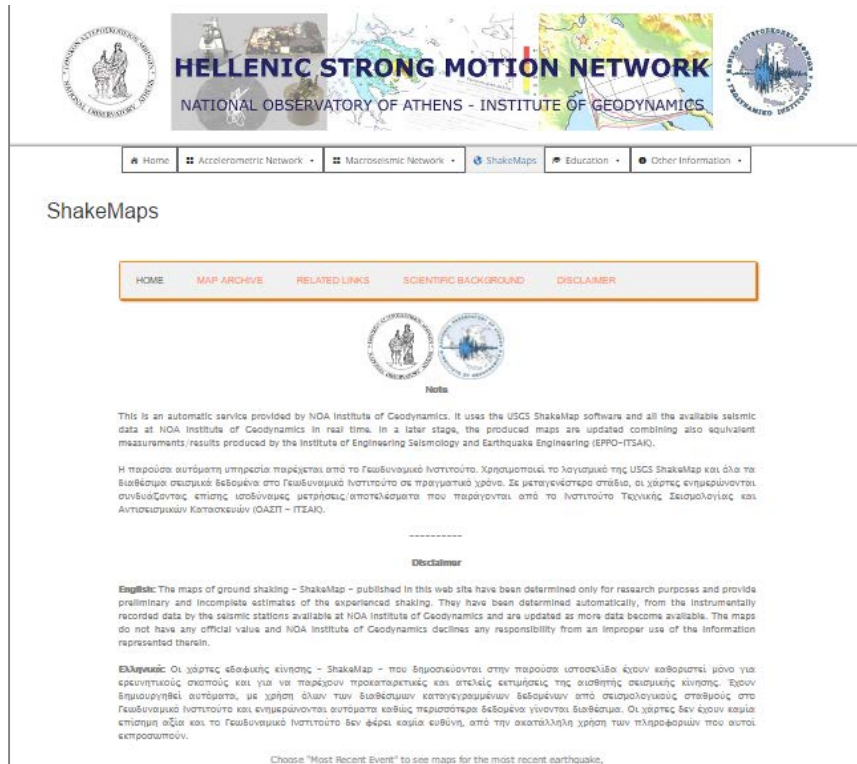 HELLENIC STRONG MOTION NETWORK
NATIONAL OBSERVATORY OF ATHENS - INSTITUTE OF GEODYNAMICS
Home
Accelerometric Network
Macroseismic Network
ShakeMaps
Education
Other Information
ShakeMaps
HOME
MAP ARCHIVE
RELATED LINKS
SCIENTIFIC BACKGROUND
DISCLAIMER
Note
This is an automatic service provided by NOA Institute of Geodynamics. It uses the USGS ShakeMap software and all the available seismic
data at NOA Institute of Geodynamics in real time. In a later stage, the produced maps are updated combining also equivalent
measurements/results produced by the Institute of Engineering Seismology and Earthquake Engineering (EPPO-ITSAK).
Η παρούσα αυτόματη υπηρεσία παρέχεται από το Γεωδυναμικό Ινστιτούτο. Χρησιμοποιεί το λογισμικό της USGS ShakeMap και όλα τα
διαθέσιμα σεισμικά δεδομένα στο Γεωδυναμικό Ινστιτούτο σε πραγματικό χρόνο. Σε μεταγενέστερο στάδιο, οι χάρτες ενημερώνονται
συνδυάζοντας επίσης ισοδύναμες μετρήσεις/αποτελέσματα που παράγονται από το Ινστιτούτο Τεχνικής Σεισμολογίας και
Αντισεισμικών Κατασκευών (ΟΑΣΠ – ΙΤΣΑΚ).
----------
Disclaimer
English: The maps of ground shaking – ShakeMap – published in this web site have been determined only for research purposes and provide
preliminary and incomplete estimates of the experienced shaking. They have been determined automatically, from the instrumentally
recorded data by the seismic stations available at NOA Institute of Geodynamics and are updated as more data become available. The maps
do not have any official value and NOA Institute of Geodynamics declines any responsibility from an improper use of the information
represented therein.
Ελληνικά: Οι χάρτες εδαφικής κίνησης – ShakeMap – που δημοσιεύονται στην παρούσα ιστοσελίδα έχουν καθοριστεί μόνο για
ερευνητικούς σκοπούς και για να παρέχουν προκαταρκτικές και ατελείς εκτιμήσεις της αισθητής σεισμικής κίνησης. Έχουν
δημιουργηθεί αυτόματα, με χρήση όλων των διαθέσιμων καταγεγραμμένων δεδομένων από σεισμολογικούς σταθμούς στο
Γεωδυναμικό Ινστιτούτο και ενημερώνονται αυτόματα καθώς περισσότερα δεδομένα γίνονται διαθέσιμα. Οι χάρτες δεν έχουν καμία
επίσημη αξία και το Γεωδυναμικό Ινστιτούτο δεν φέρει καμία ευθύνη, από την ακατάλληλη χρήση των πληροφοριών που αυτοί
εκπροσωπούν.
Choose "Most Recent Event" to see maps for the most recent earthquake,